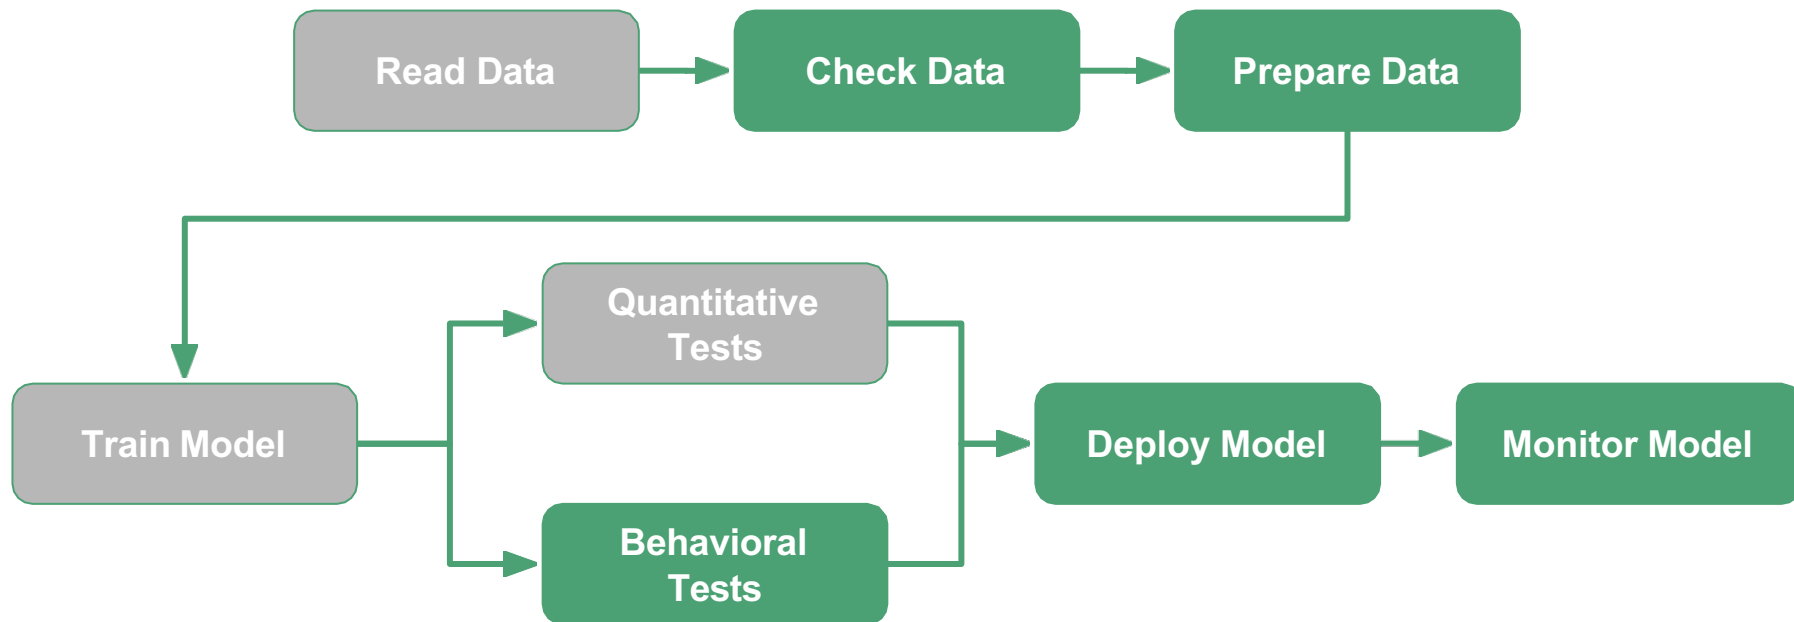 Read Data
Check Data
Prepare Data
Quantitative
Tests
Train Model
Behavioral
Tests
Deploy Model
Monitor Model